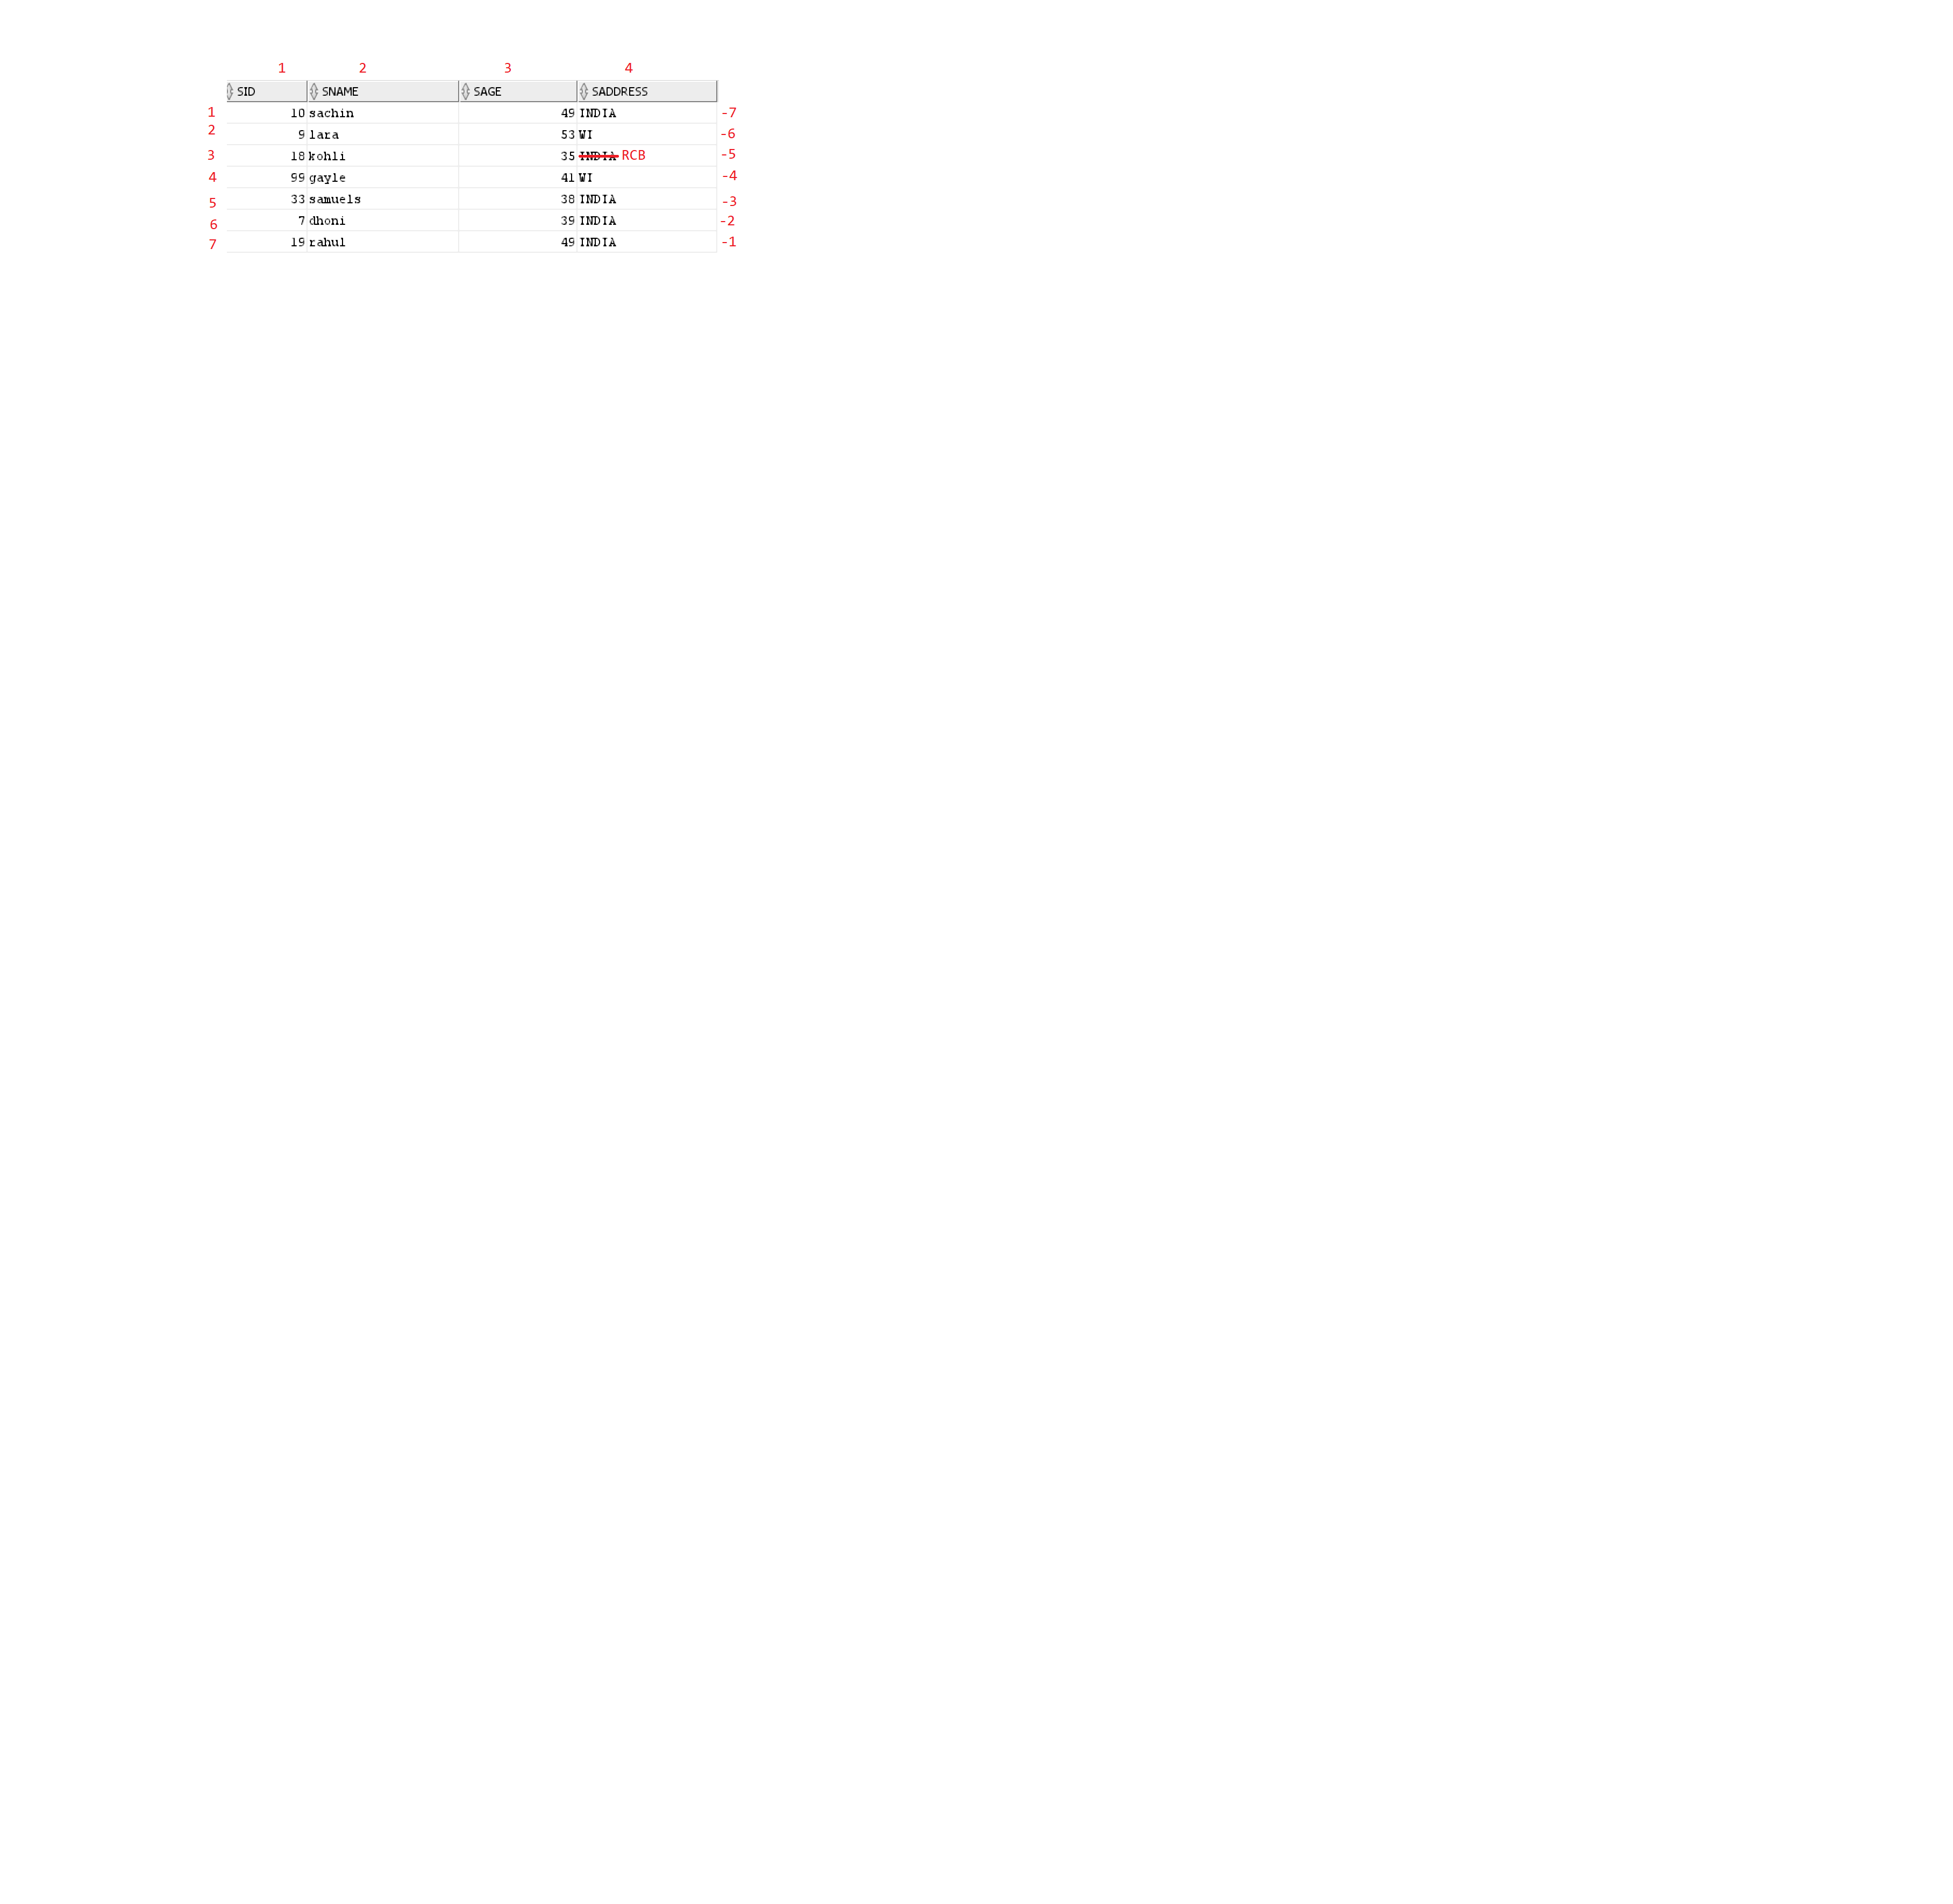 1 2 3 4
SID SNAME SAGE SADDRESS
1 10 sachin 49 INDIA -7
2 9 lara 53 WI -6
3 18 kohli 35 INDIA RCB -5
4 99 gayle 41 WI -4
5 33 samuels 38 INDIA -3
6 7 dhoni 39 INDIA -2
7 19 rahul 49 INDIA -1